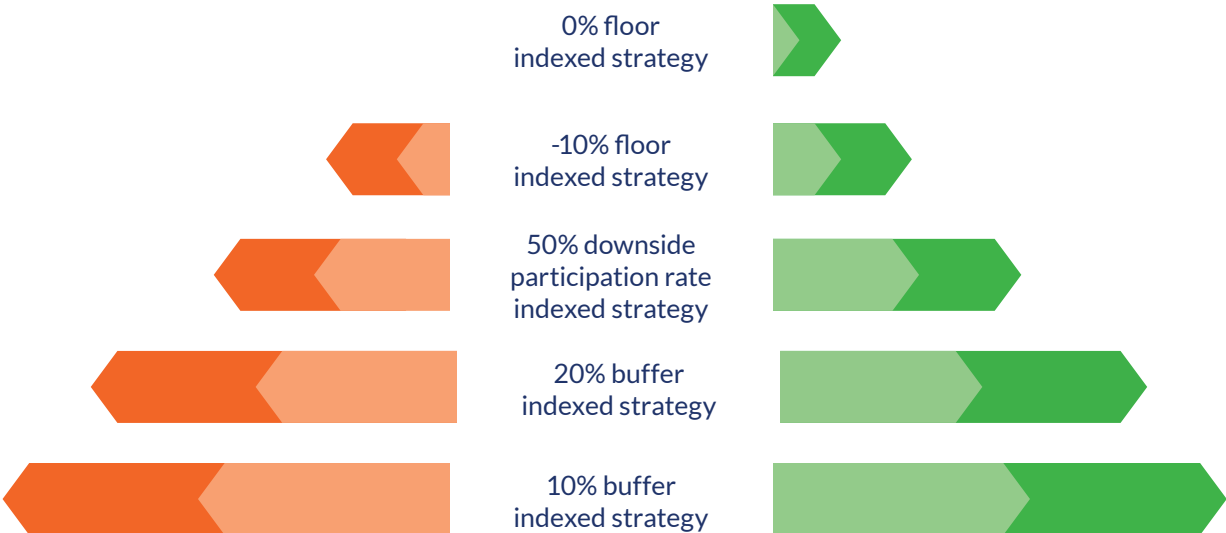 0% floor
indexed strategy
-10% floor
indexed strategy
50% downside
participation rate
indexed strategy
20% buffer
indexed strategy
10% buffer
indexed strategy